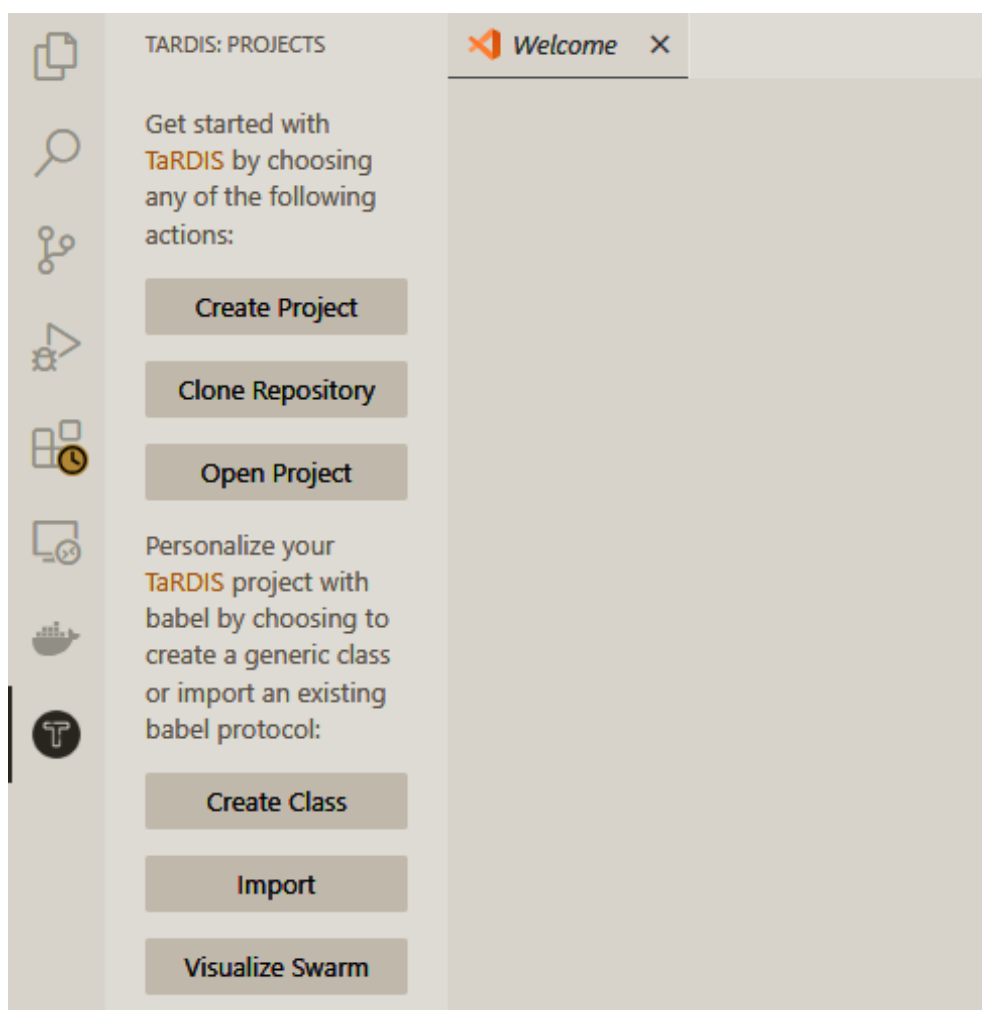 TARDIS: PROJECTS
Welcome
Get started with
TaRDIS by choosing
any of the following
actions:
Create Project
Clone Repository
Open Project
Personalize your
TaRDIS project with
babel by choosing to
create a generic class
or import an existing
babel protocol:
Create Class
Import
Visualize Swarm